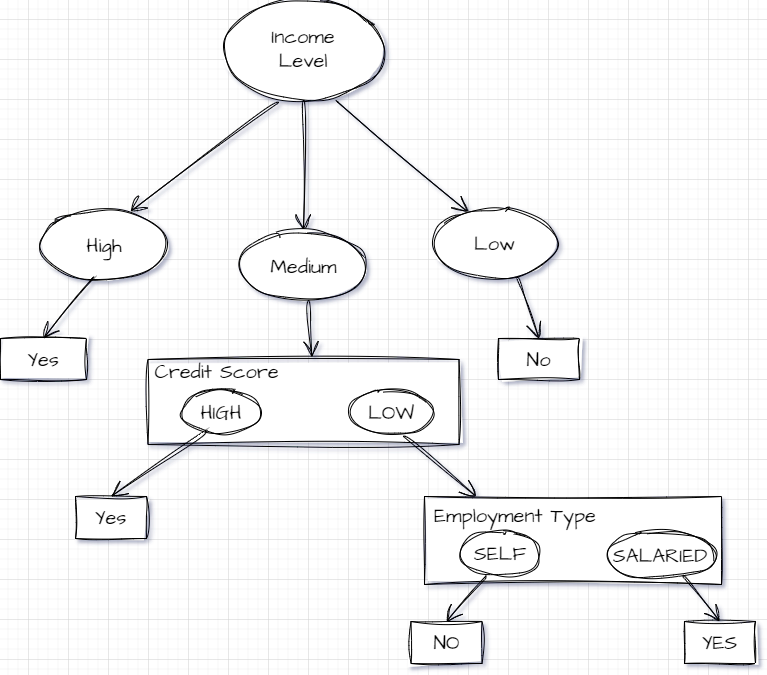 Income
Level
High
Medium
Low
Yes
No
Credit Score
HIGH
LOW
Yes
Employment Type
SELF
SALARIED
NO
YES